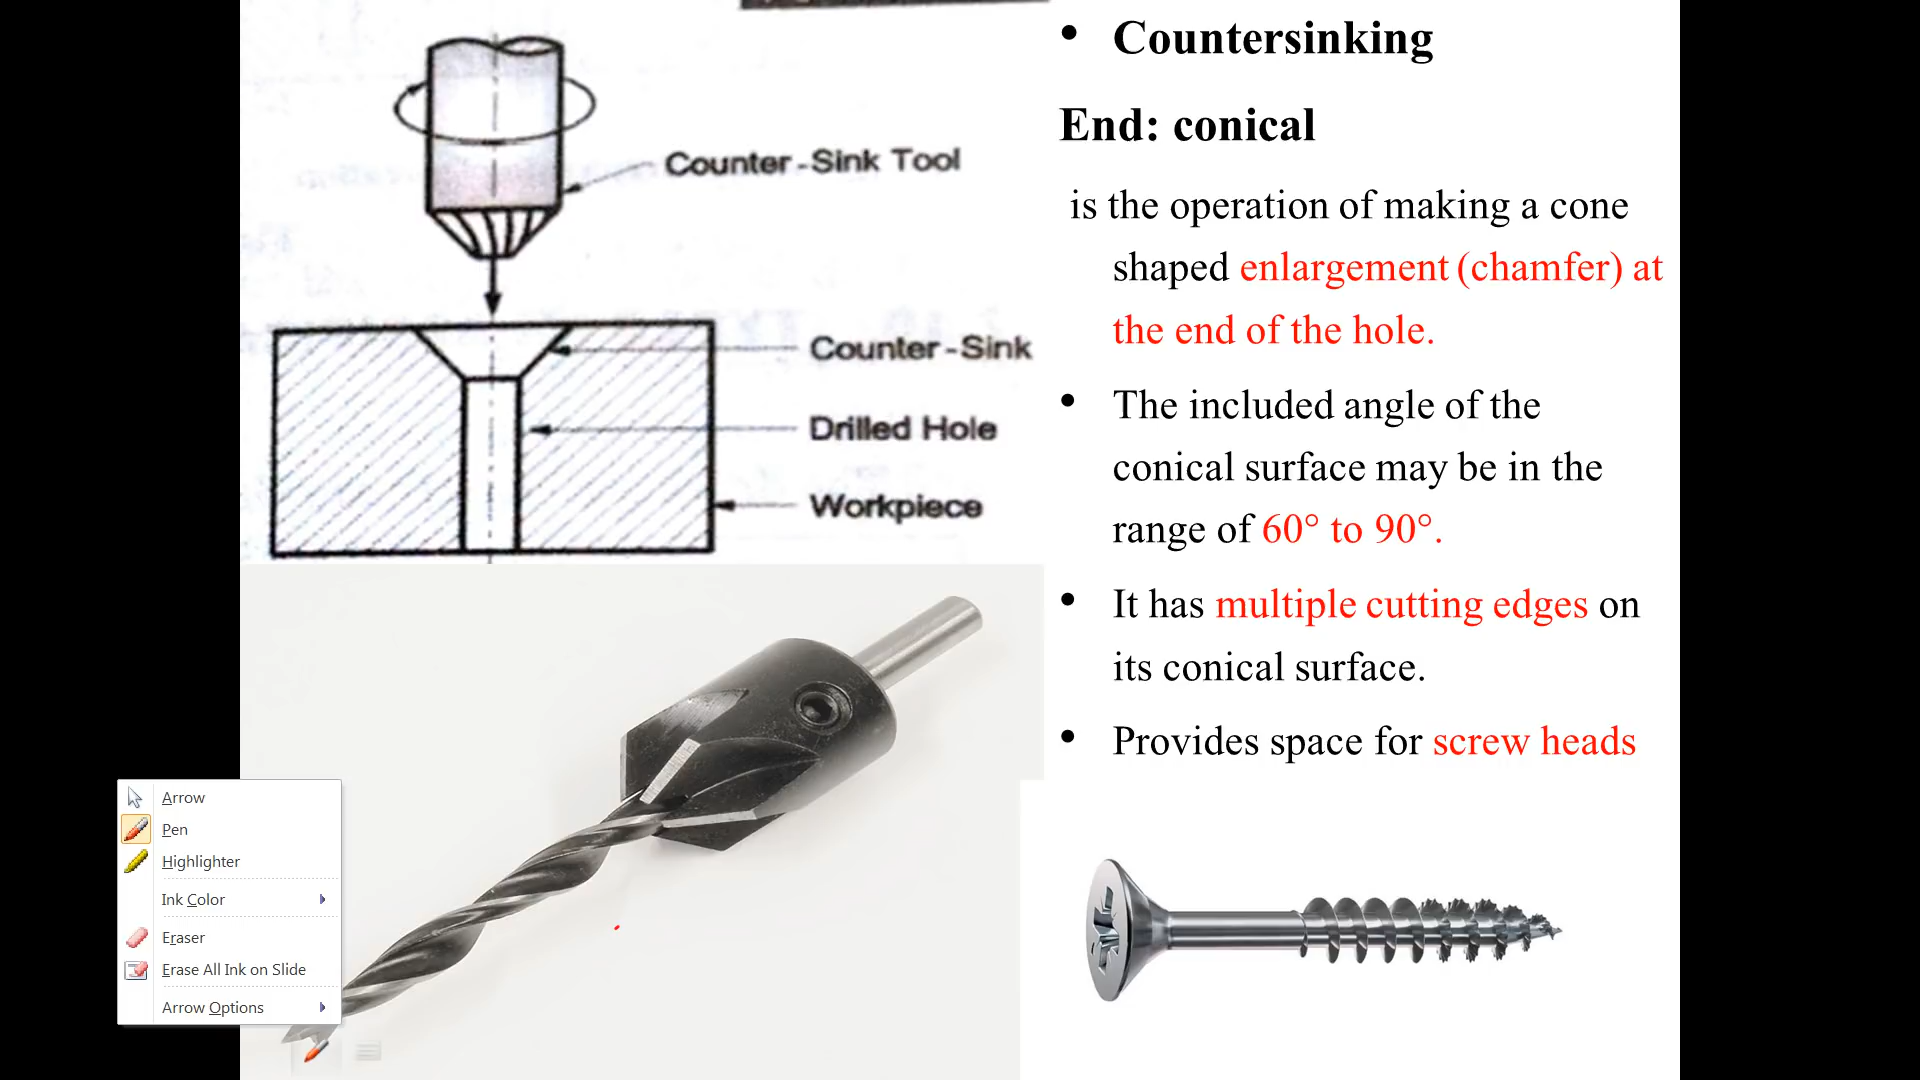 • Countersinking
End: conical
is the operation of making a cone
shaped enlargement (chamfer) at
the end of the hole.
• The included angle of the
conical surface may be in the
range of 60° to 90°.
• It has multiple cutting edges on
its conical surface.
• Provides space for screw heads
Counter-Sink Tool
Counter-Sink
Drilled Hole
Workpiece
Arrow
Pen
Highlighter
Ink Color
Eraser
Erase All Ink on Slide
Arrow Options